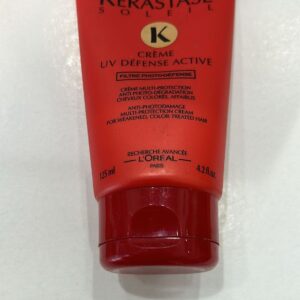 KÉRASTASE
SOLEIL
K
CRÈME
UV DÉFENSE ACTIVE
FILTRE PHOTO-DÉFENSE
CRÈME MULTI-PROTECTION
ANTI-PHOTO-DÉGRADATION
CHEVEUX COLORÉS, AFFAIBLIS
ANTI-PHOTODAMAGE
MULTI-PROTECTION CREAM
FOR WEAKENED, COLOR-TREATED HAIR
RECHERCHE AVANCÉE
L'ORÉAL
PARIS
125 ml 4.2 fl.oz.